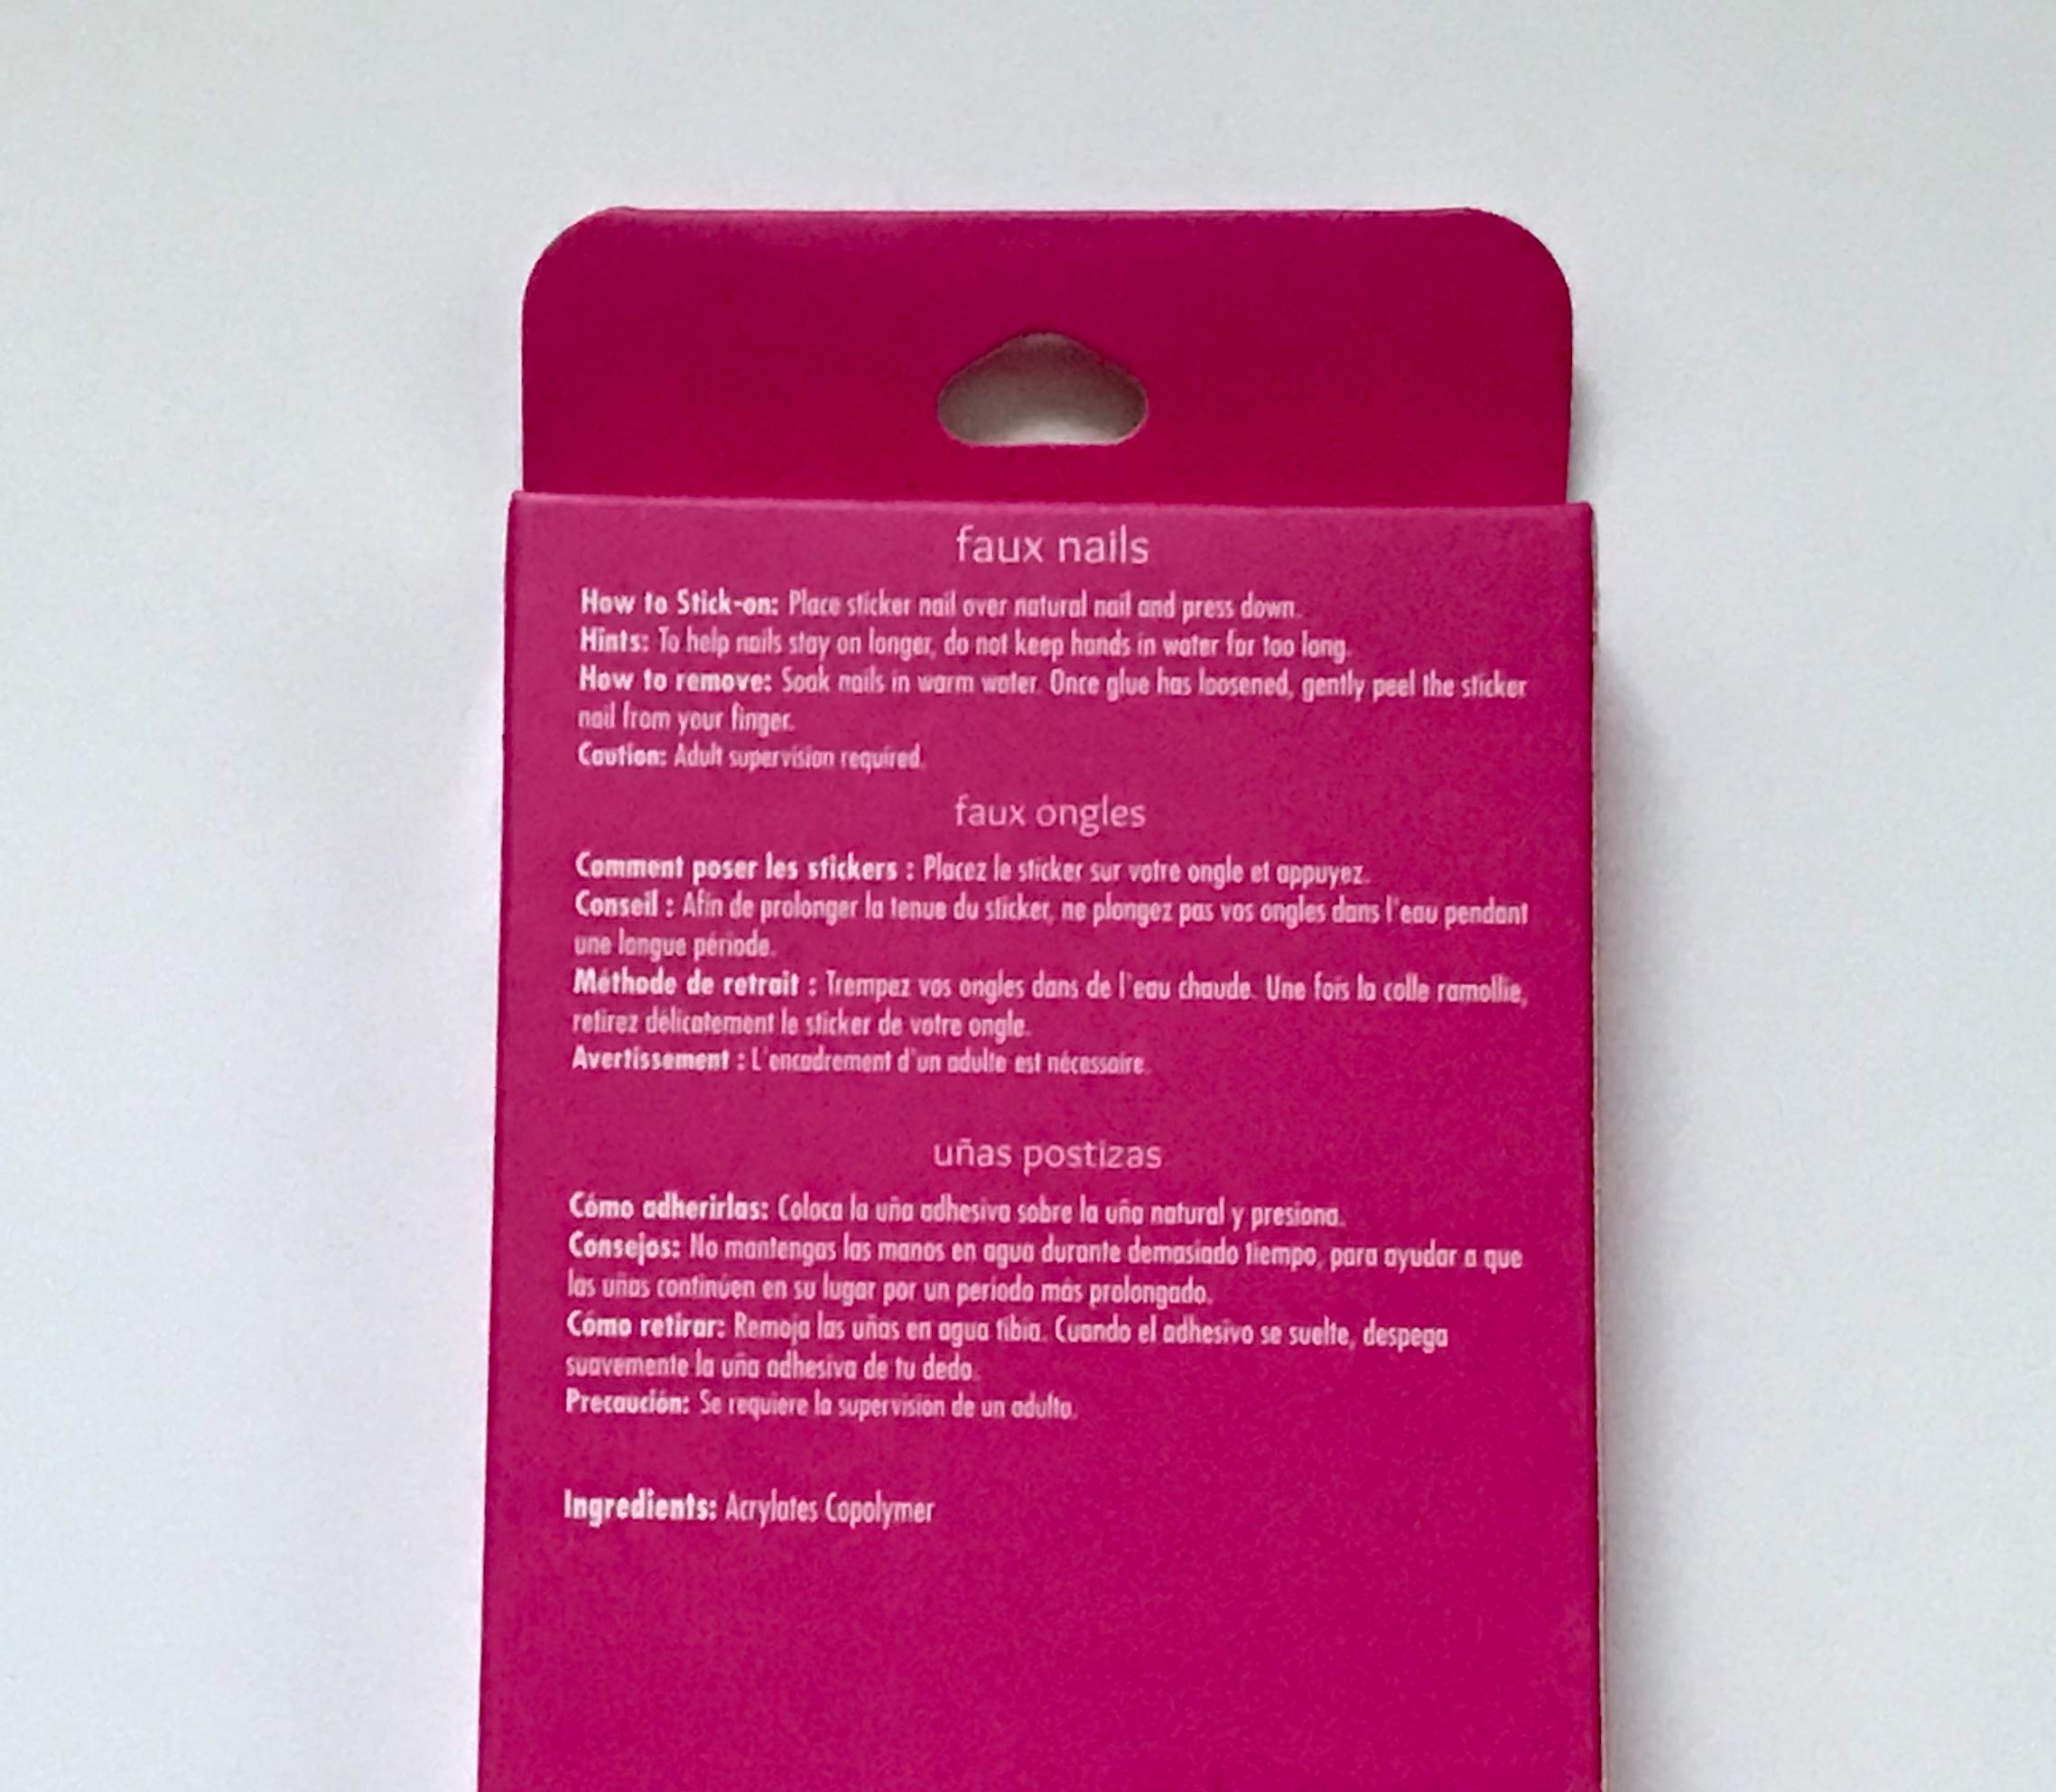 faux nails
How to Stick-on: Place sticker nail over natural nail and press down.
Hints: To help nails stay on longer, do not keep hands in water for too long.
How to remove: Soak nails in warm water. Once glue has loosened, gently peel the sticker
nail from your finger.
Caution: Adult supervision required.
faux ongles
Comment poser les stickers : Placez le sticker sur votre ongle et appuyez.
Conseil : Afin de prolonger la tenue du sticker, ne plongez pas vos ongles dans l'eau pendant
une longue période.
Méthode de retrait : Trempez vos ongles dans de l'eau chaude. Une fois la colle ramollie,
retirez délicatement le sticker de votre ongle.
Avertissement : L'encadrement d'un adulte est nécessaire.
uñas postizas
Cómo adherirlas: Coloca la uña adhesiva sobre la uña natural y presiona.
Consejos: No mantengas las manos en agua durante demasiado tiempo, para ayudar a que
las uñas continúen en su lugar por un período más prolongado.
Cómo retirar: Remoja las uñas en agua tibia. Cuando el adhesivo se suelte, despega
suavemente la uña adhesiva de tu dedo.
Precaución: Se requiere la supervisión de un adulto.
Ingredients: Acrylates Copolymer